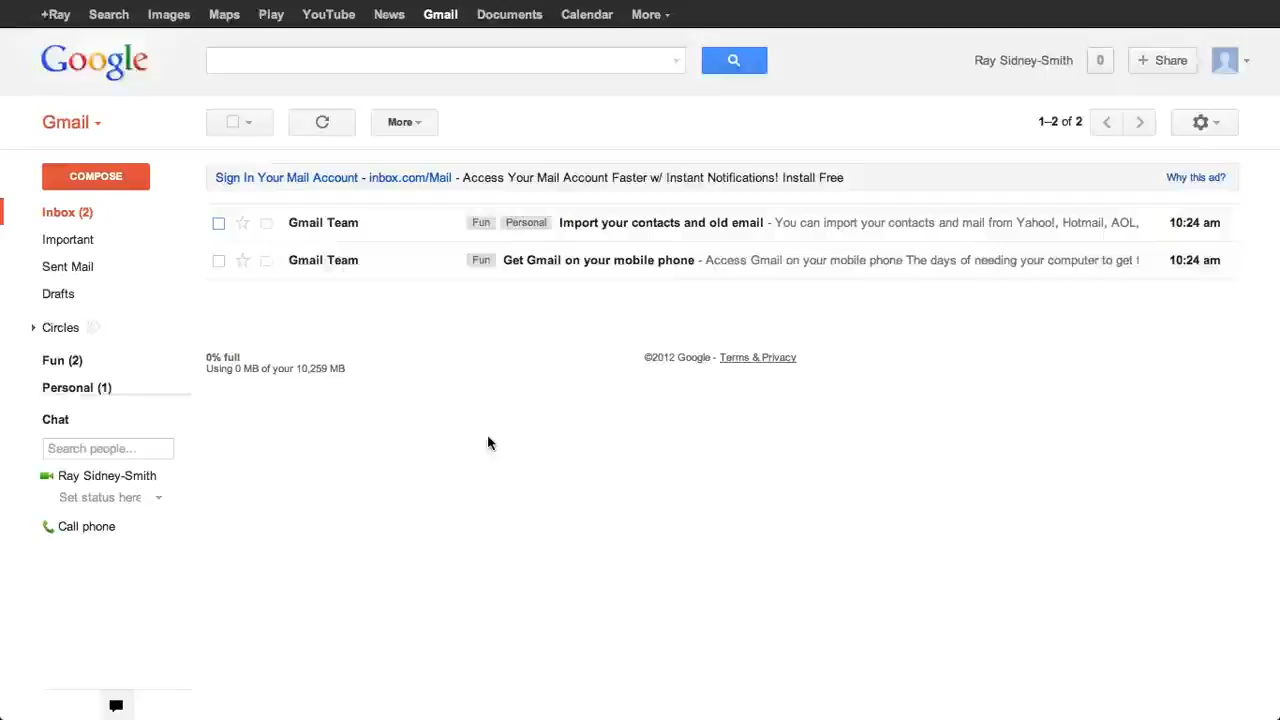 +Ray Search Images Maps Play YouTube News Gmail Documents Calendar More
Google
Ray Sidney-Smith 0 + Share
Gmail
More
1–2 of 2
COMPOSE
Sign In Your Mail Account - inbox.com/Mail - Access Your Mail Account Faster w/ Instant Notifications! Install Free Why this ad?
Inbox (2)
Gmail Team Fun Personal Import your contacts and old email - You can import your contacts and mail from Yahoo!, Hotmail, AOL, 10:24 am
Important
Gmail Team Fun Get Gmail on your mobile phone - Access Gmail on your mobile phone The days of needing your computer to get t 10:24 am
Sent Mail
Drafts
Circles
Fun (2)
0% full
Using 0 MB of your 10,259 MB
©2012 Google - Terms & Privacy
Personal (1)
Chat
Search people...
Ray Sidney-Smith
Set status here
Call phone